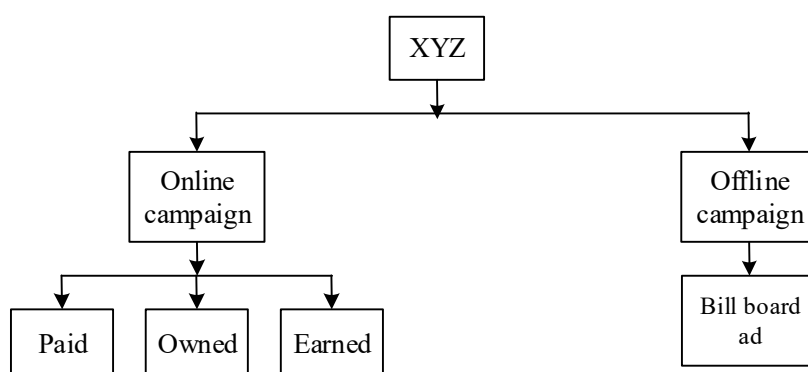 XYZ
Online
campaign
Offline
campaign
Paid
Owned
Earned
Bill board
ad